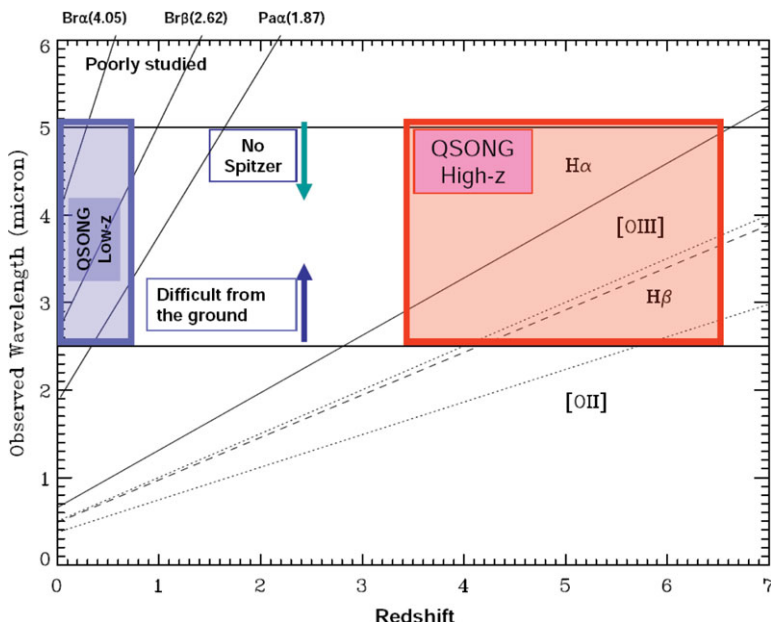 Brα(4.05) Brβ(2.62) Paα(1.87)
6
Poorly studied
5
No
Spitzer
QSONG
High-z
Hα
4
QSONG
Low-z
[OIII]
3
Difficult from
the ground
Hβ
2
[OII]
1
0
Observed Wavelength (micron)
0 1 2 3 4 5 6 7
Redshift